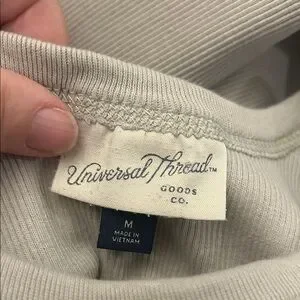 Universal Thread™
GOODS
CO.
M
MADE IN
VIETNAM